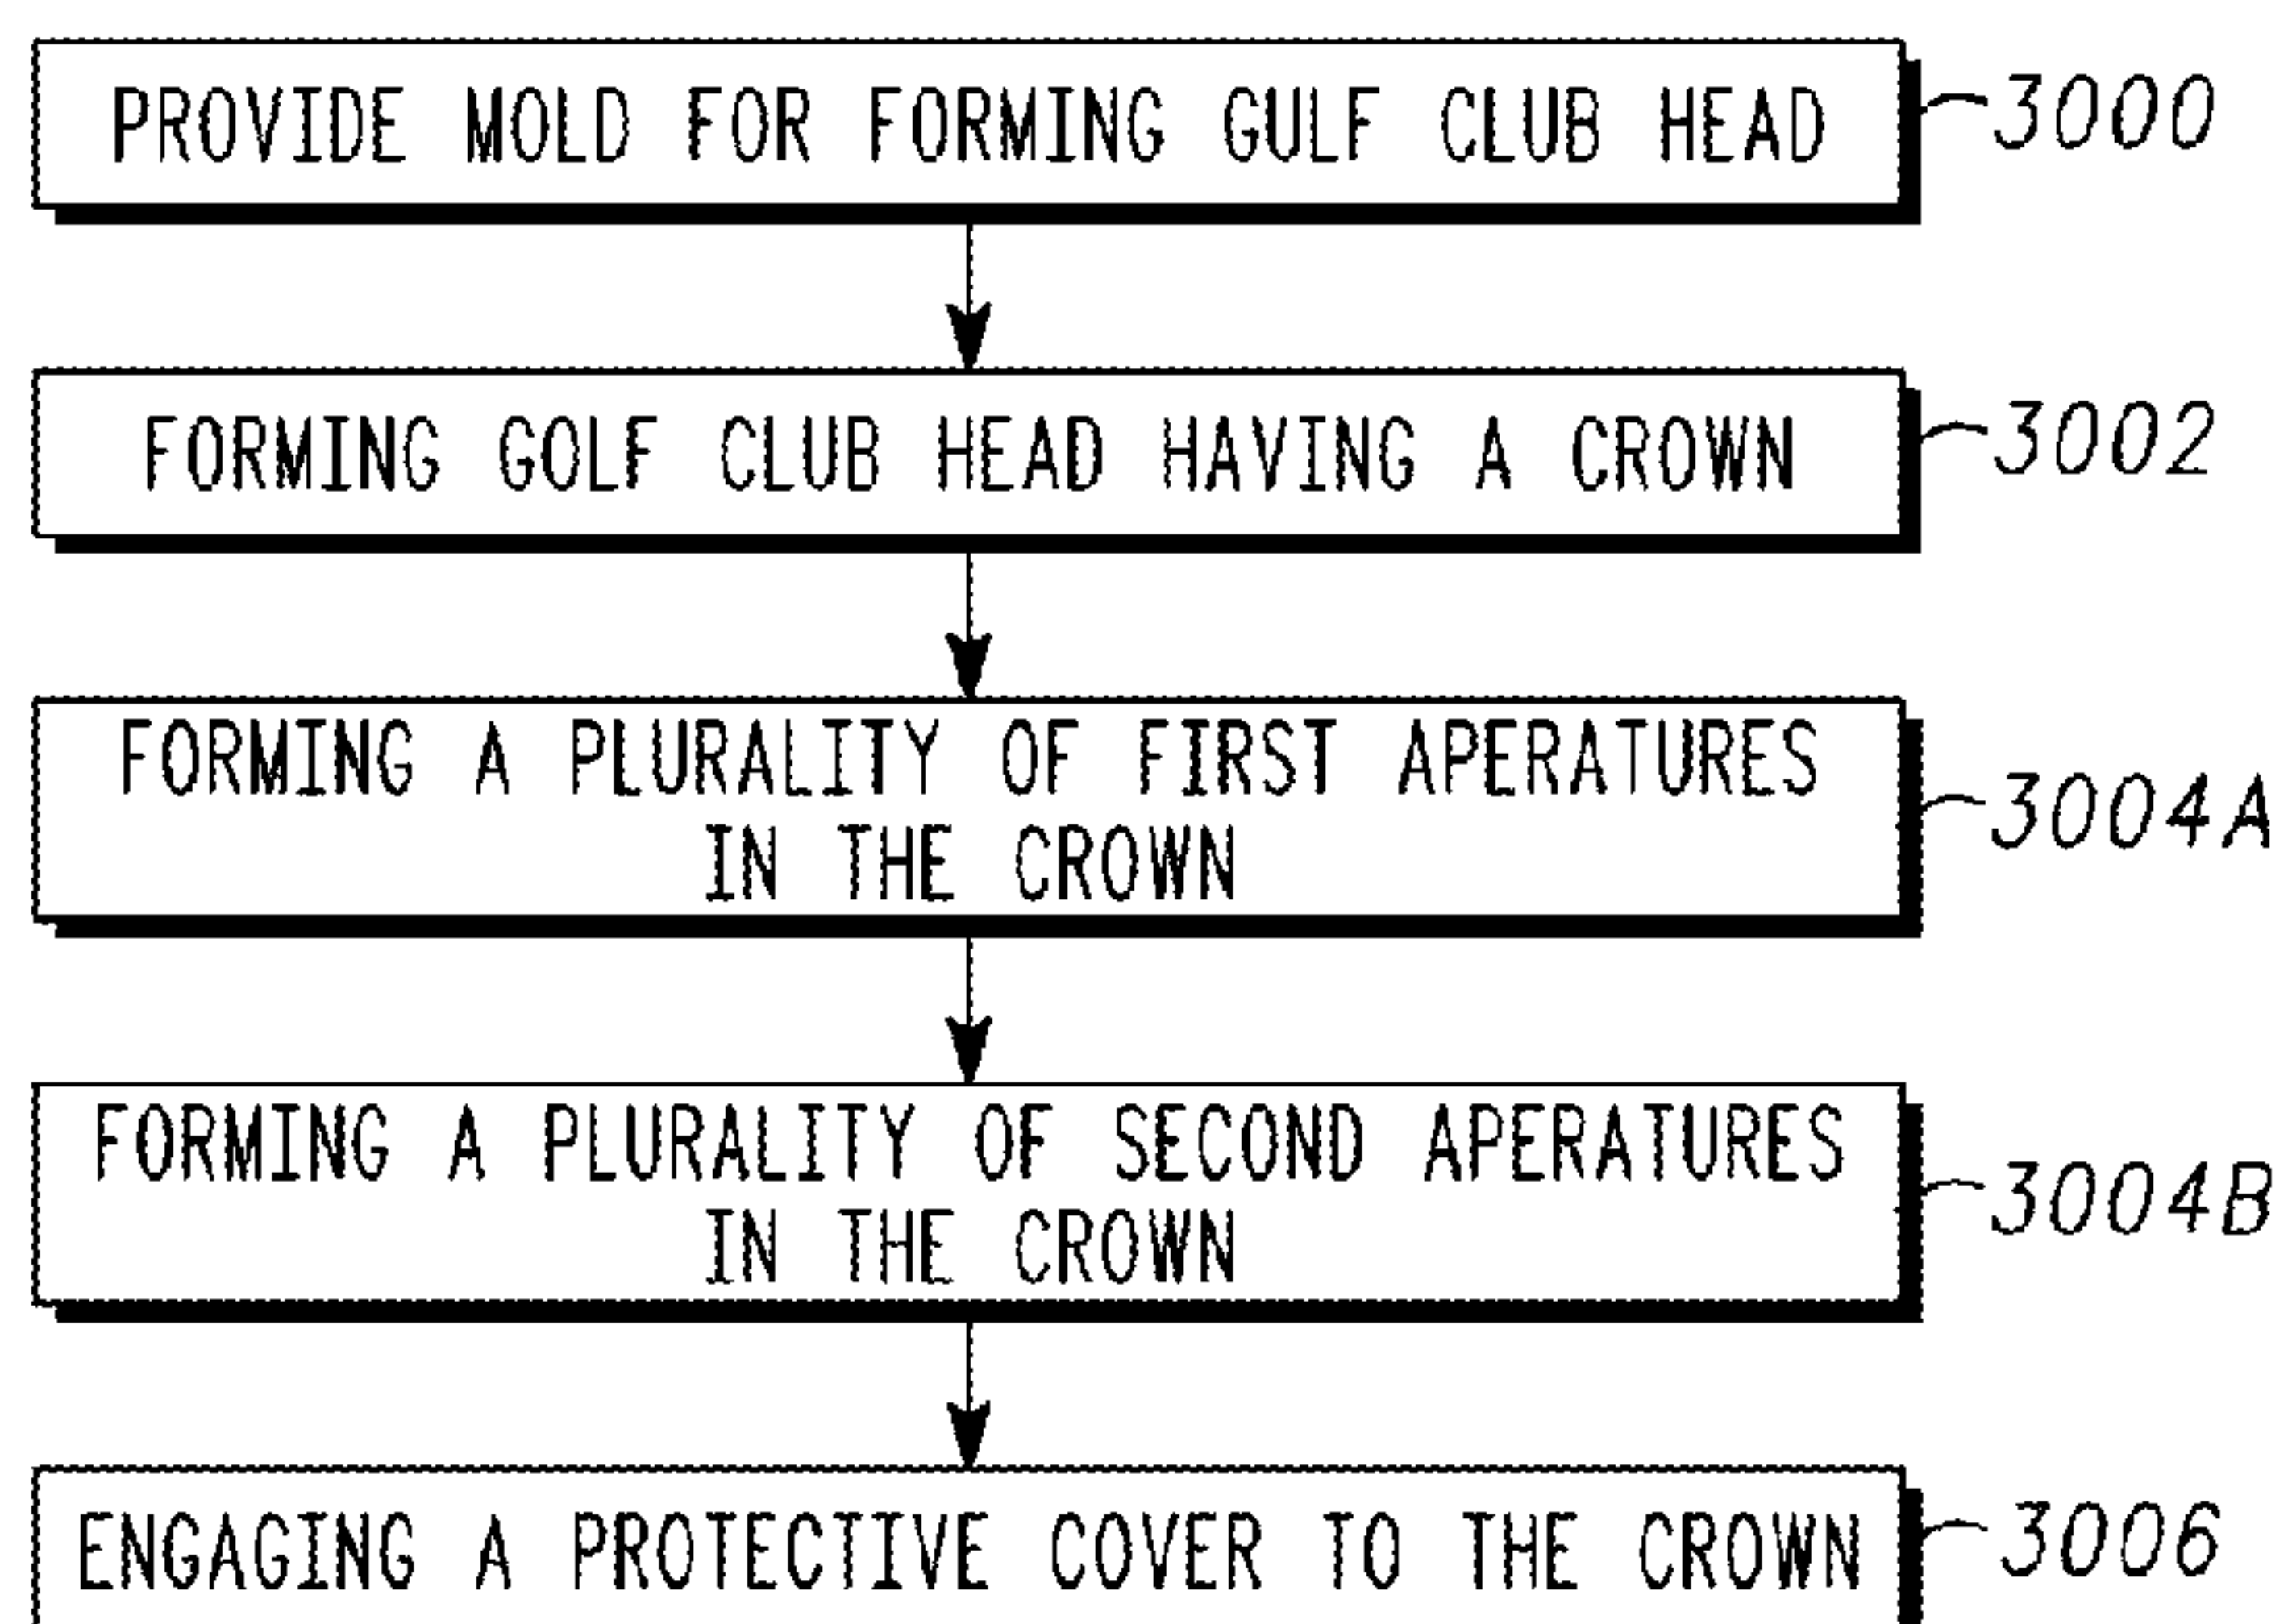 PROVIDE MOLD FOR FORMING GULF CLUB HEAD
3000
FORMING GOLF CLUB HEAD HAVING A CROWN
3002
FORMING A PLURALITY OF FIRST APERATURES
IN THE CROWN
3004A
FORMING A PLURALITY OF SECOND APERATURES
IN THE CROWN
3004B
ENGAGING A PROTECTIVE COVER TO THE CROWN
3006